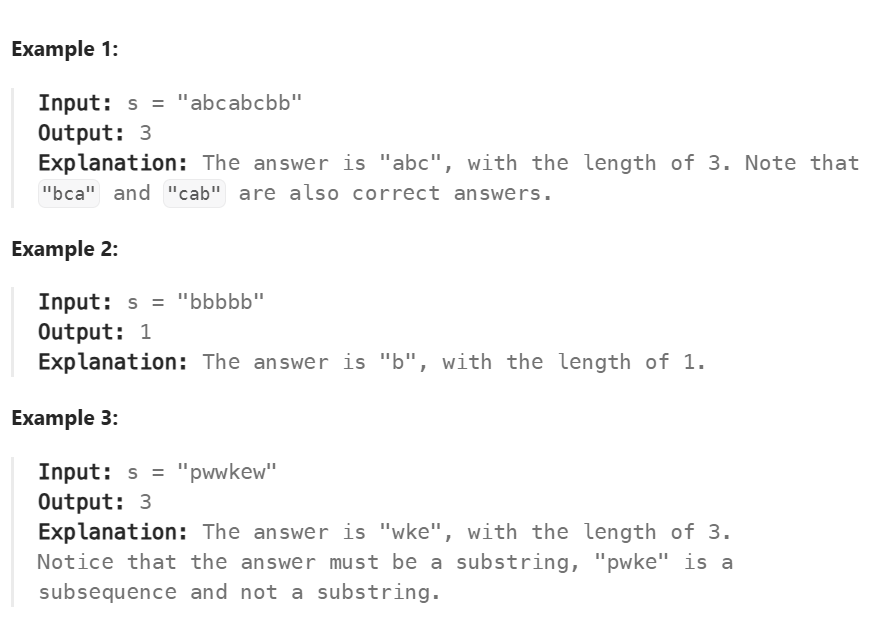 Example 1:
Input: s = "abcabcbb"
Output: 3
Explanation: The answer is "abc", with the length of 3. Note that
"bca" and "cab" are also correct answers.
Example 2:
Input: s = "bbbbb"
Output: 1
Explanation: The answer is "b", with the length of 1.
Example 3:
Input: s = "pwwkew"
Output: 3
Explanation: The answer is "wke", with the length of 3.
Notice that the answer must be a substring, "pwke" is a
subsequence and not a substring.